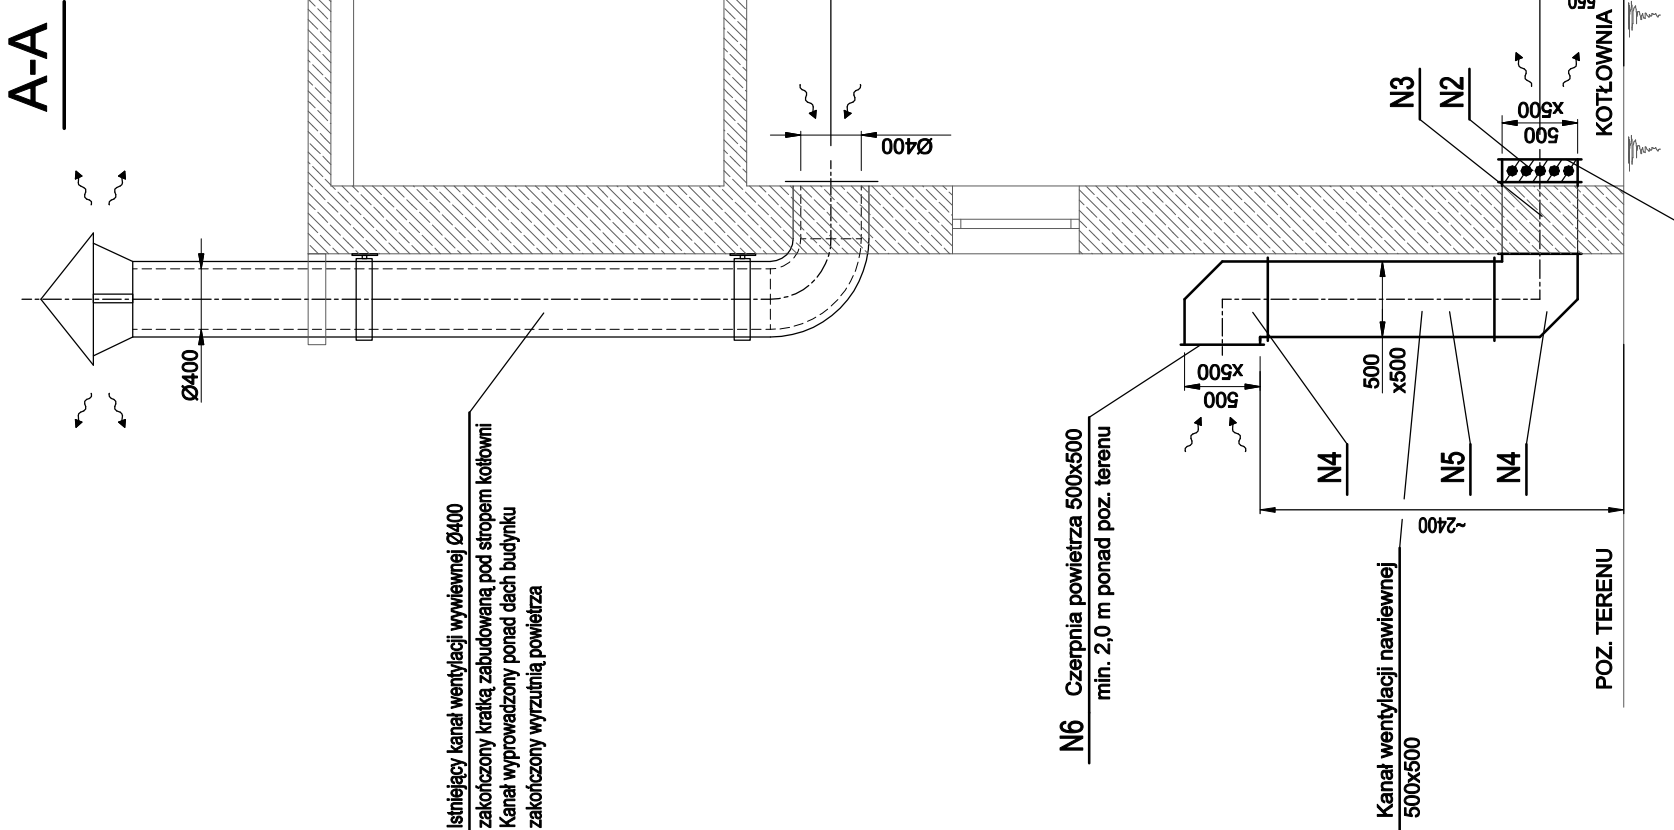 A-A
Ø400
Ø400
Istniejący kanał wentylacji wywiewnej Ø400
zakończony kratką zabudowaną pod stropem kotłowni
Kanał wyprowadzony ponad dach budynku
zakończony wyrzutnią powietrza
N6 Czerpnia powietrza 500x500
min. 2,0 m ponad poz. terenu
500
x500
500
x500
N4
N5
N4
~2400
Kanał wentylacji nawiewnej
500x500
POZ. TERENU
N3
N2
500
x500
KOTŁOWNIA
550